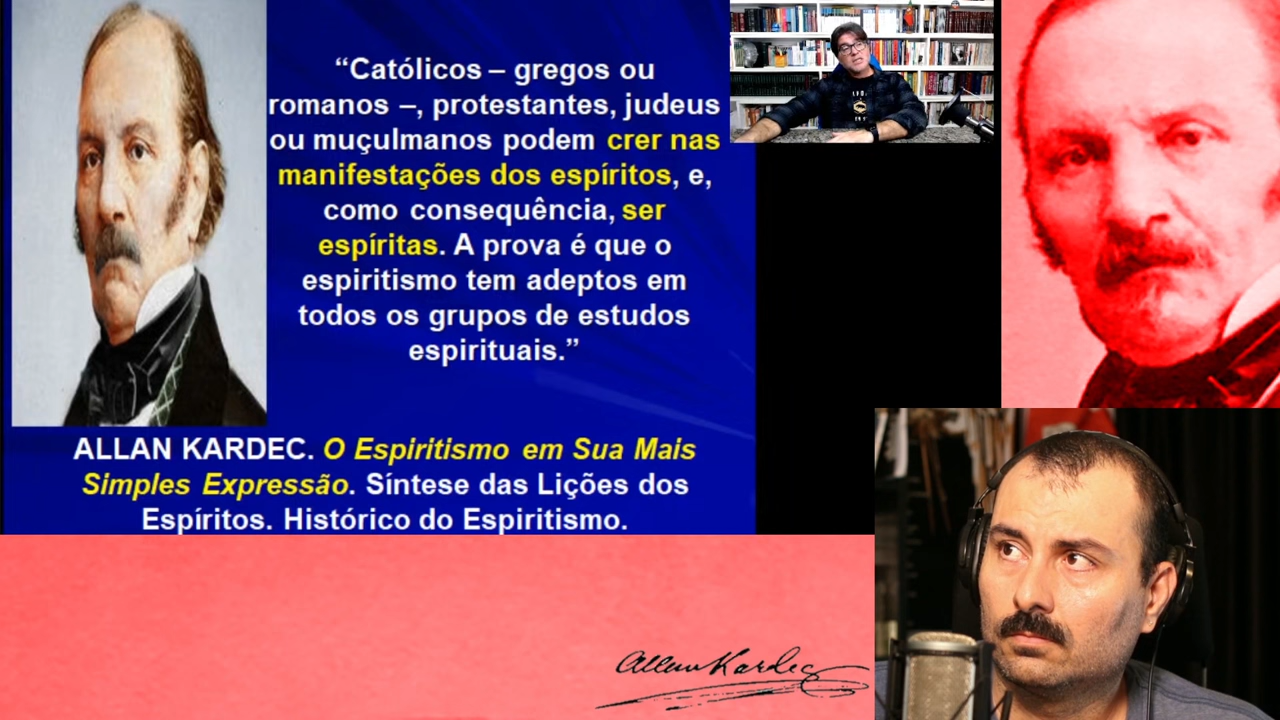 “Católicos – gregos ou
romanos –, protestantes, judeus
ou muçulmanos podem crer nas
manifestações dos espíritos, e,
como consequência, ser
espíritas. A prova é que o
espiritismo tem adeptos em
todos os grupos de estudos
espirituais.”
ALLAN KARDEC. O Espiritismo em Sua Mais
Simples Expressão. Síntese das Lições dos
Espíritos. Histórico do Espiritismo.
Allan Kardec